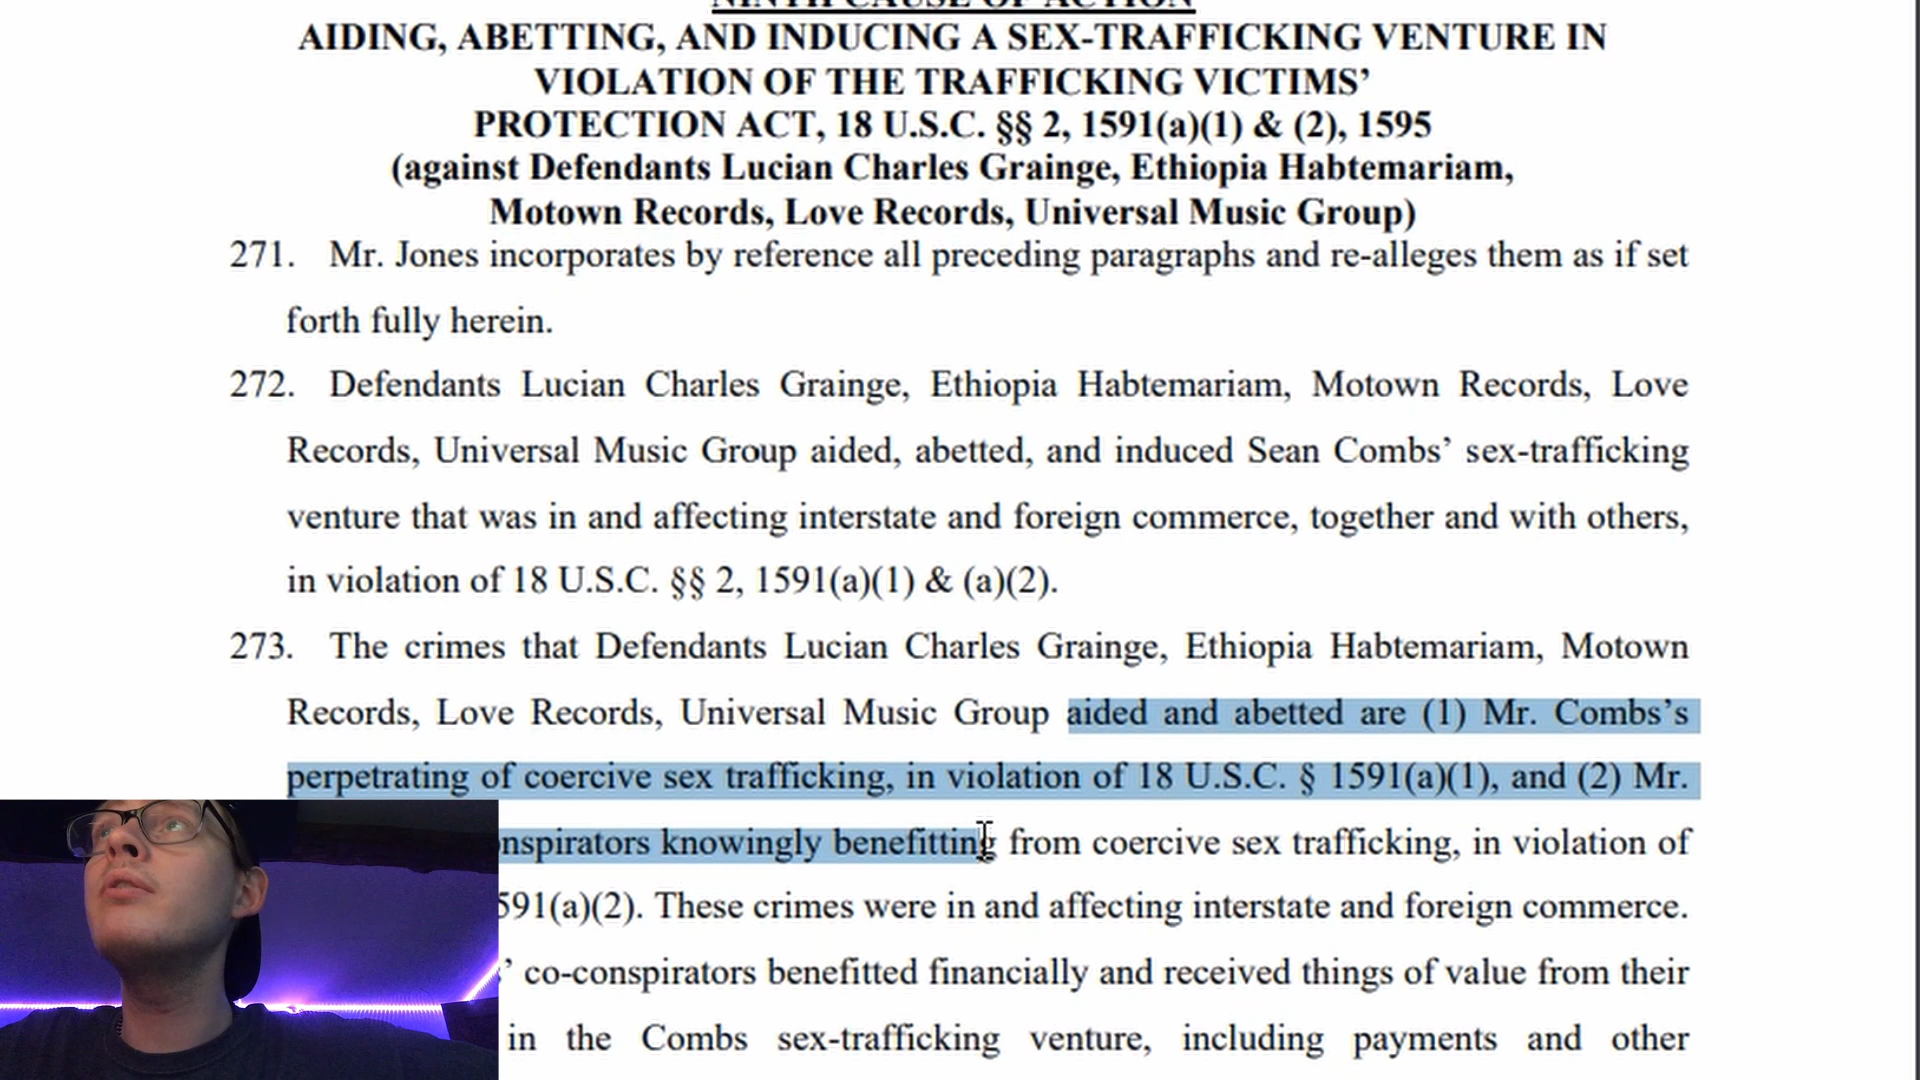 NINTH CAUSE OF ACTION
AIDING, ABETTING, AND INDUCING A SEX-TRAFFICKING VENTURE IN
VIOLATION OF THE TRAFFICKING VICTIMS’
PROTECTION ACT, 18 U.S.C. §§ 2, 1591(a)(1) & (2), 1595
(against Defendants Lucian Charles Grainge, Ethiopia Habtemariam,
Motown Records, Love Records, Universal Music Group)
271. Mr. Jones incorporates by reference all preceding paragraphs and re-alleges them as if set
forth fully herein.
272. Defendants Lucian Charles Grainge, Ethiopia Habtemariam, Motown Records, Love
Records, Universal Music Group aided, abetted, and induced Sean Combs’ sex-trafficking
venture that was in and affecting interstate and foreign commerce, together and with others,
in violation of 18 U.S.C. §§ 2, 1591(a)(1) & (a)(2).
273. The crimes that Defendants Lucian Charles Grainge, Ethiopia Habtemariam, Motown
Records, Love Records, Universal Music Group aided and abetted are (1) Mr. Combs’s
perpetrating of coercive sex trafficking, in violation of 18 U.S.C. § 1591(a)(1), and (2) Mr.
nspirators knowingly benefitting from coercive sex trafficking, in violation of
591(a)(2). These crimes were in and affecting interstate and foreign commerce.
’ co-conspirators benefitted financially and received things of value from their
in the Combs sex-trafficking venture, including payments and other